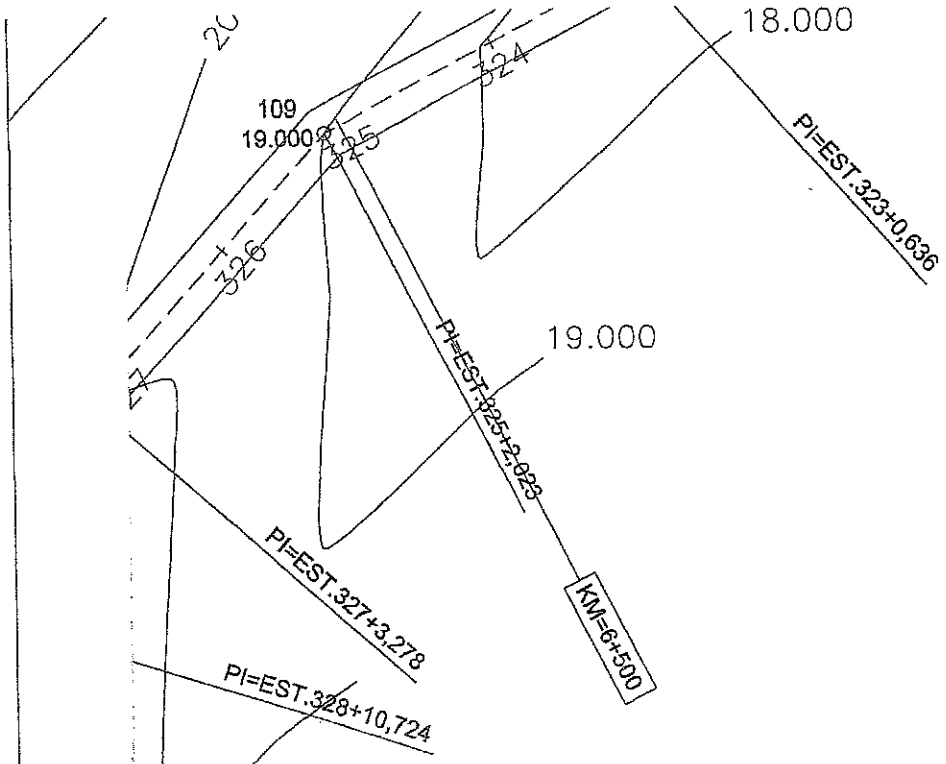 18.000
20
324
109
19.000
325
PI=EST.323+0,636
326
PI=EST.325+2,023
19.000
PI=EST.327+3,278
KM=6+500
PI=EST.328+10,724